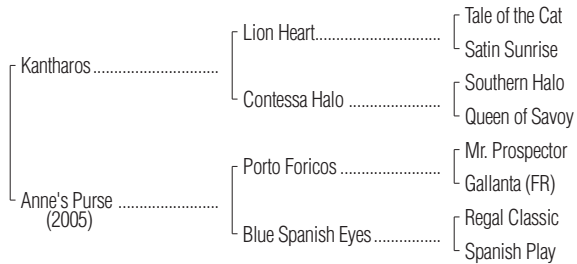 Tale of the Cat
Lion Heart
Satin Sunrise
Kantharos
Southern Halo
Contessa Halo
Queen of Savoy
Mr. Prospector
Porto Foricos
Gallanta (FR)
Anne's Purse
(2005)
Regal Classic
Blue Spanish Eyes
Spanish Play